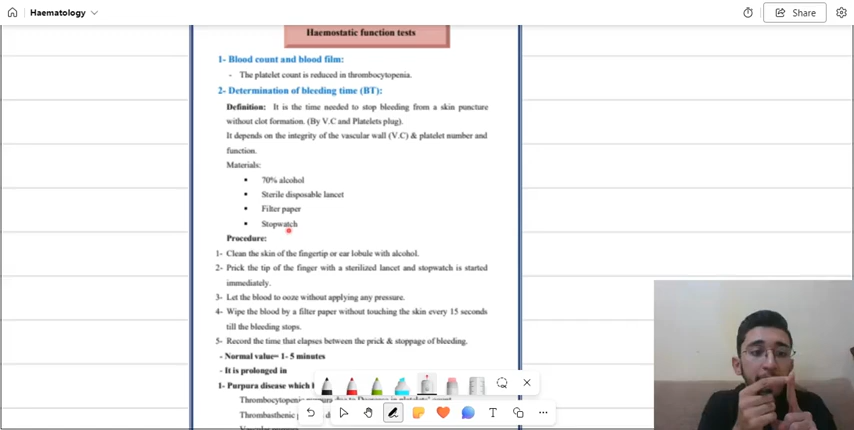 Haematology
Share
Haemostatic function tests
1- Blood count and blood film:
- The platelet count is reduced in thrombocytopenia.
2- Determination of bleeding time (BT):
Definition: It is the time needed to stop bleeding from a skin puncture
without clot formation. (By V.C and Platelets plug).
It depends on the integrity of the vascular wall (V.C) & platelet number and
function.
Materials:
• 70% alcohol
• Sterile disposable lancet
• Filter paper
• Stopwatch
Procedure:
1- Clean the skin of the fingertip or ear lobule with alcohol.
2- Prick the tip of the finger with a sterilized lancet and stopwatch is started
immediately.
3- Let the blood to ooze without applying any pressure.
4- Wipe the blood by a filter paper without touching the skin every 15 seconds
till the bleeding stops.
5- Record the time that elapses between the prick & stoppage of bleeding.
- Normal value= 1- 5 minutes
- It is prolonged in
1- Purpura disease which